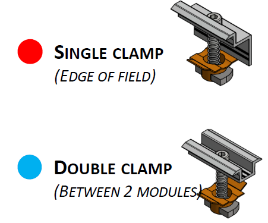 Single clamp
(Edge of field)
Double clamp
(Between 2 modules)